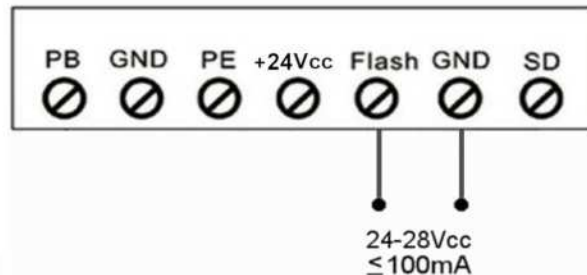 PB GND PE +24Vcc Flash GND SD
24-28Vcc
≤100mA